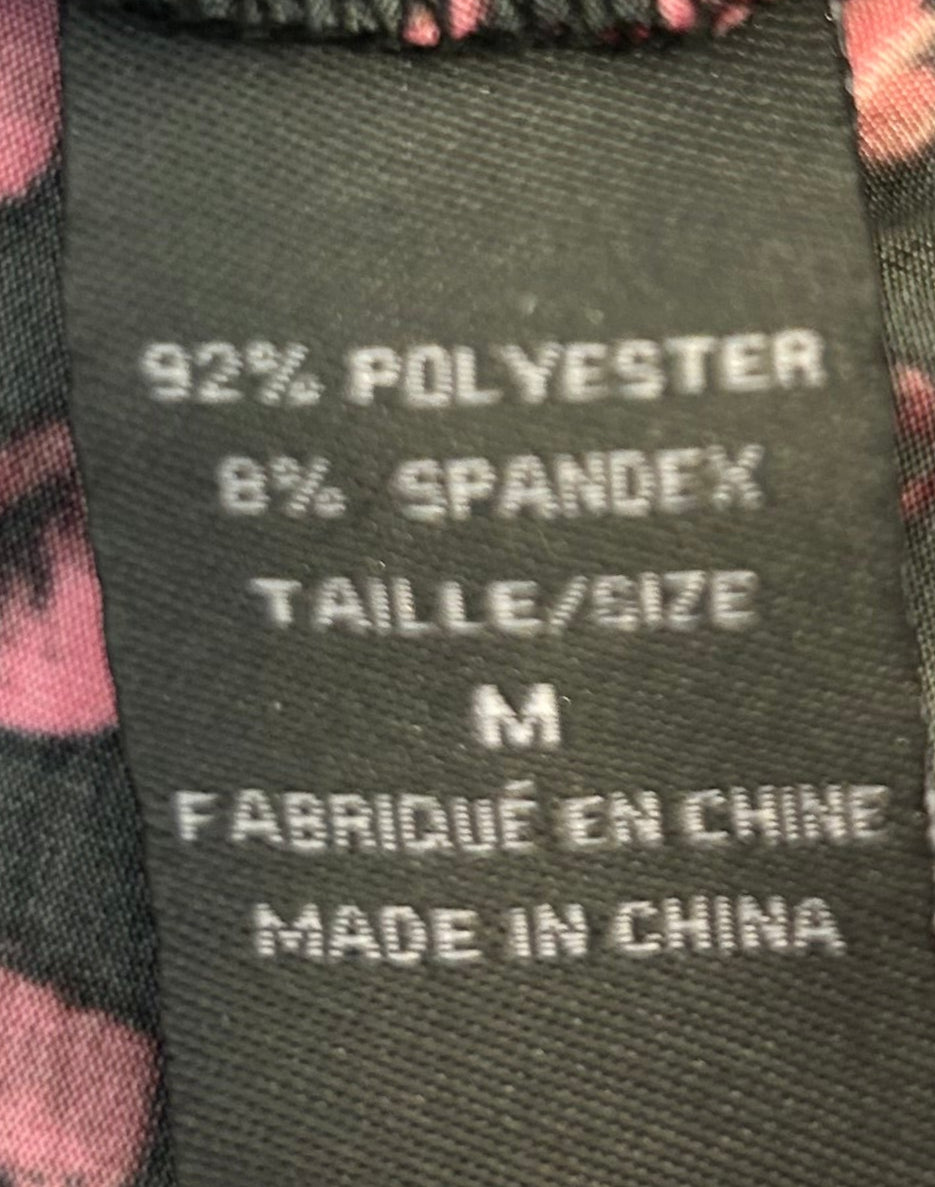 92% POLYESTER
8% SPANDEX
TAILLE/SIZE
M
FABRIQUÉ EN CHINE
MADE IN CHINA